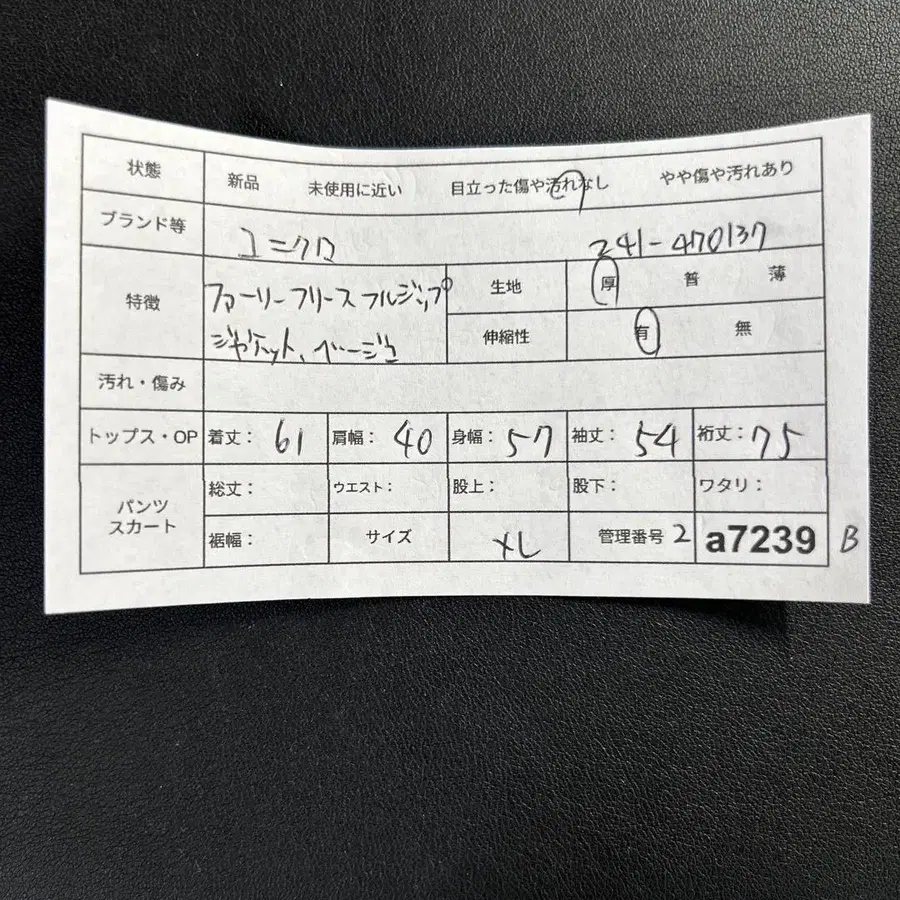 状態 新品 未使用に近い 目立った傷や汚れなし やや傷や汚れあり
ブランド等 ユニクロ 241-470137
特徴 ファーリーフリースフルジップ 生地 厚 普 薄
ジャケット、ベージュ 伸縮性 有 無
汚れ・傷み
トップス・OP 着丈: 61 肩幅: 40 身幅: 57 袖丈: 54 裄丈: 75
パンツ 総丈: ウエスト: 股上: 股下: ワタリ:
スカート 裾幅: サイズ XL 管理番号 2 a7239 B